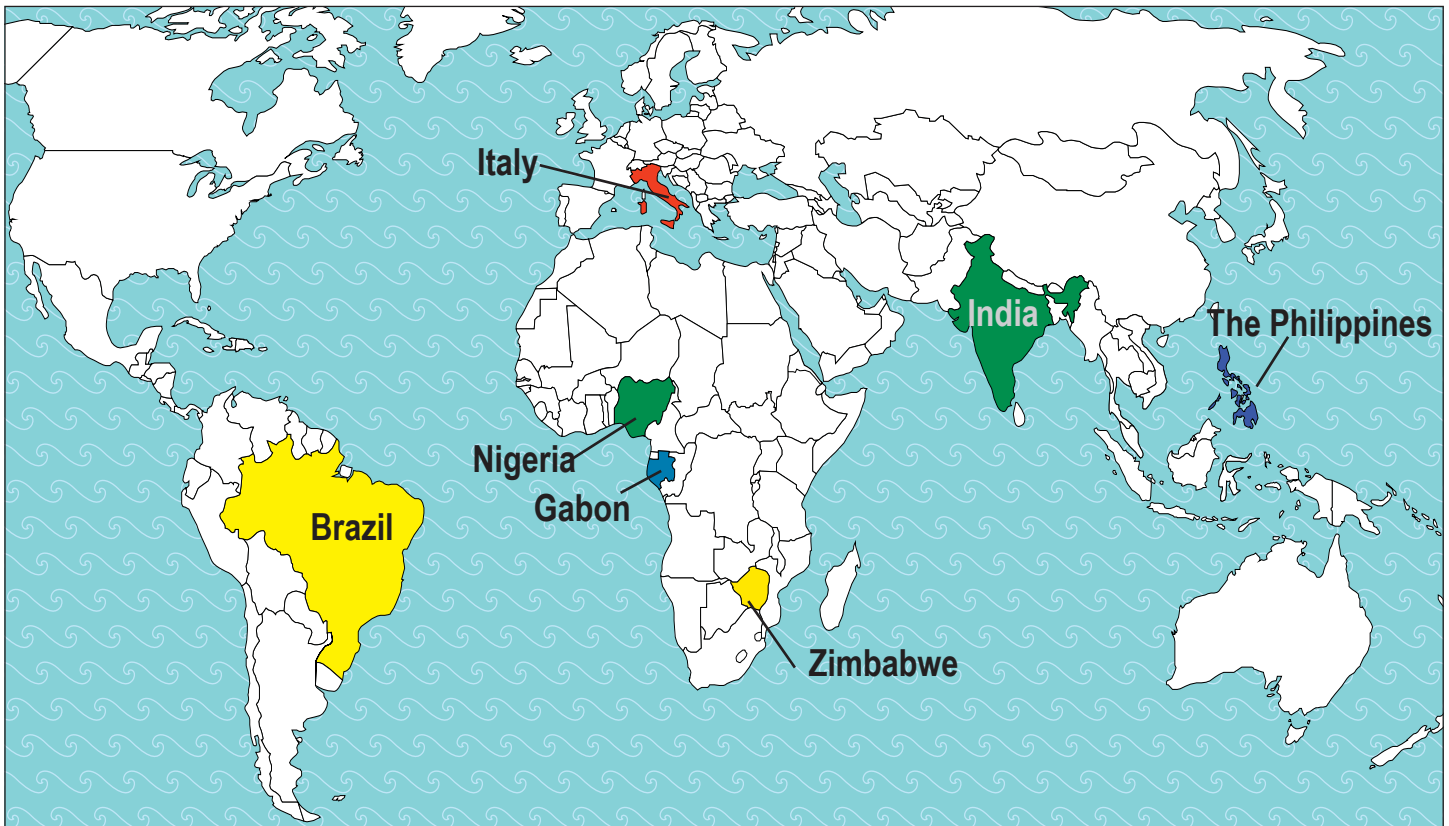 Italy
India
The Philippines
Nigeria
Gabon
Brazil
Zimbabwe